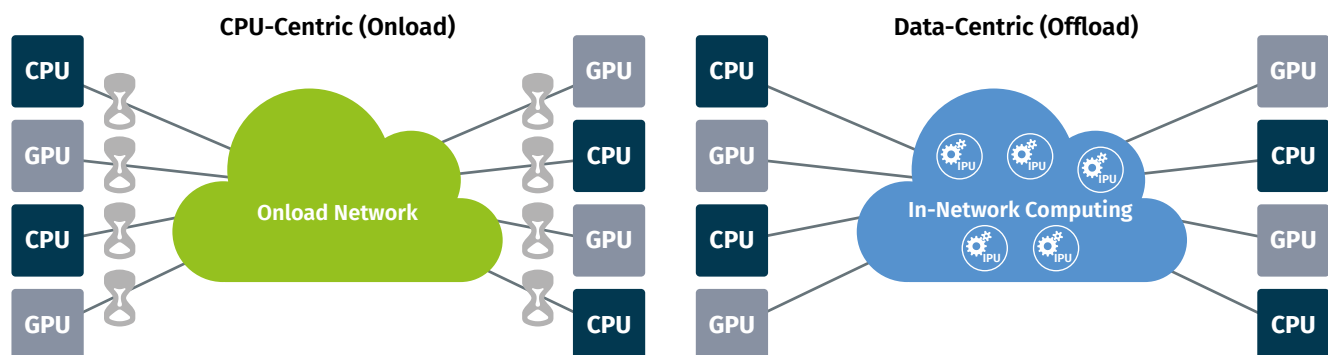 CPU-Centric (Onload)
CPU
GPU
CPU
GPU
Onload Network
GPU
CPU
GPU
CPU
Data-Centric (Offload)
CPU
GPU
CPU
GPU
IPU
IPU
IPU
In-Network Computing
IPU
IPU
GPU
CPU
GPU
CPU